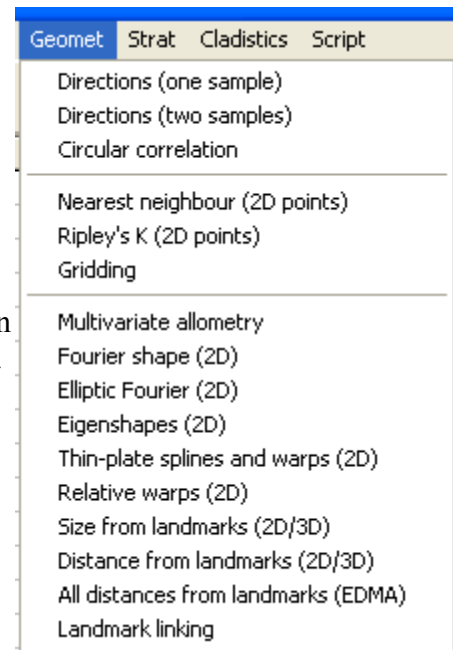 Geomet Strat Cladistics Script
Directions (one sample)
Directions (two samples)
Circular correlation
Nearest neighbour (2D points)
Ripley's K (2D points)
Gridding
Multivariate allometry
Fourier shape (2D)
Elliptic Fourier (2D)
Eigenshapes (2D)
Thin-plate splines and warps (2D)
Relative warps (2D)
Size from landmarks (2D/3D)
Distance from landmarks (2D/3D)
All distances from landmarks (EDMA)
Landmark linking